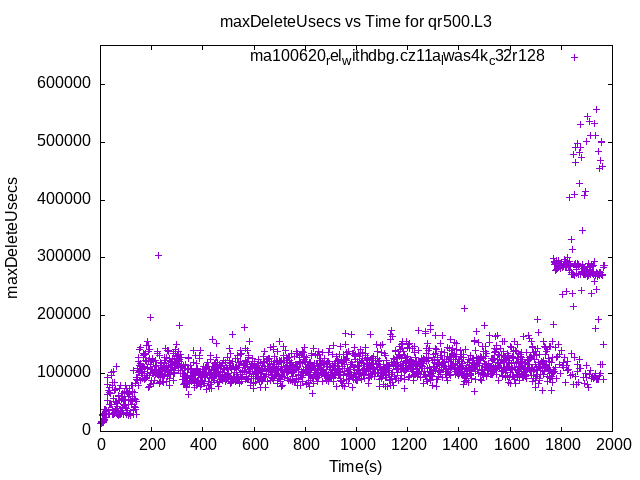 maxDeleteUsecs vs Time for qr500.L3
ma100620relwithdbg.cz11a1was4kc32r128
600000
500000
400000
300000
200000
100000
0
maxDeleteUsecs
0 200 400 600 800 1000 1200 1400 1600 1800 2000
Time(s)